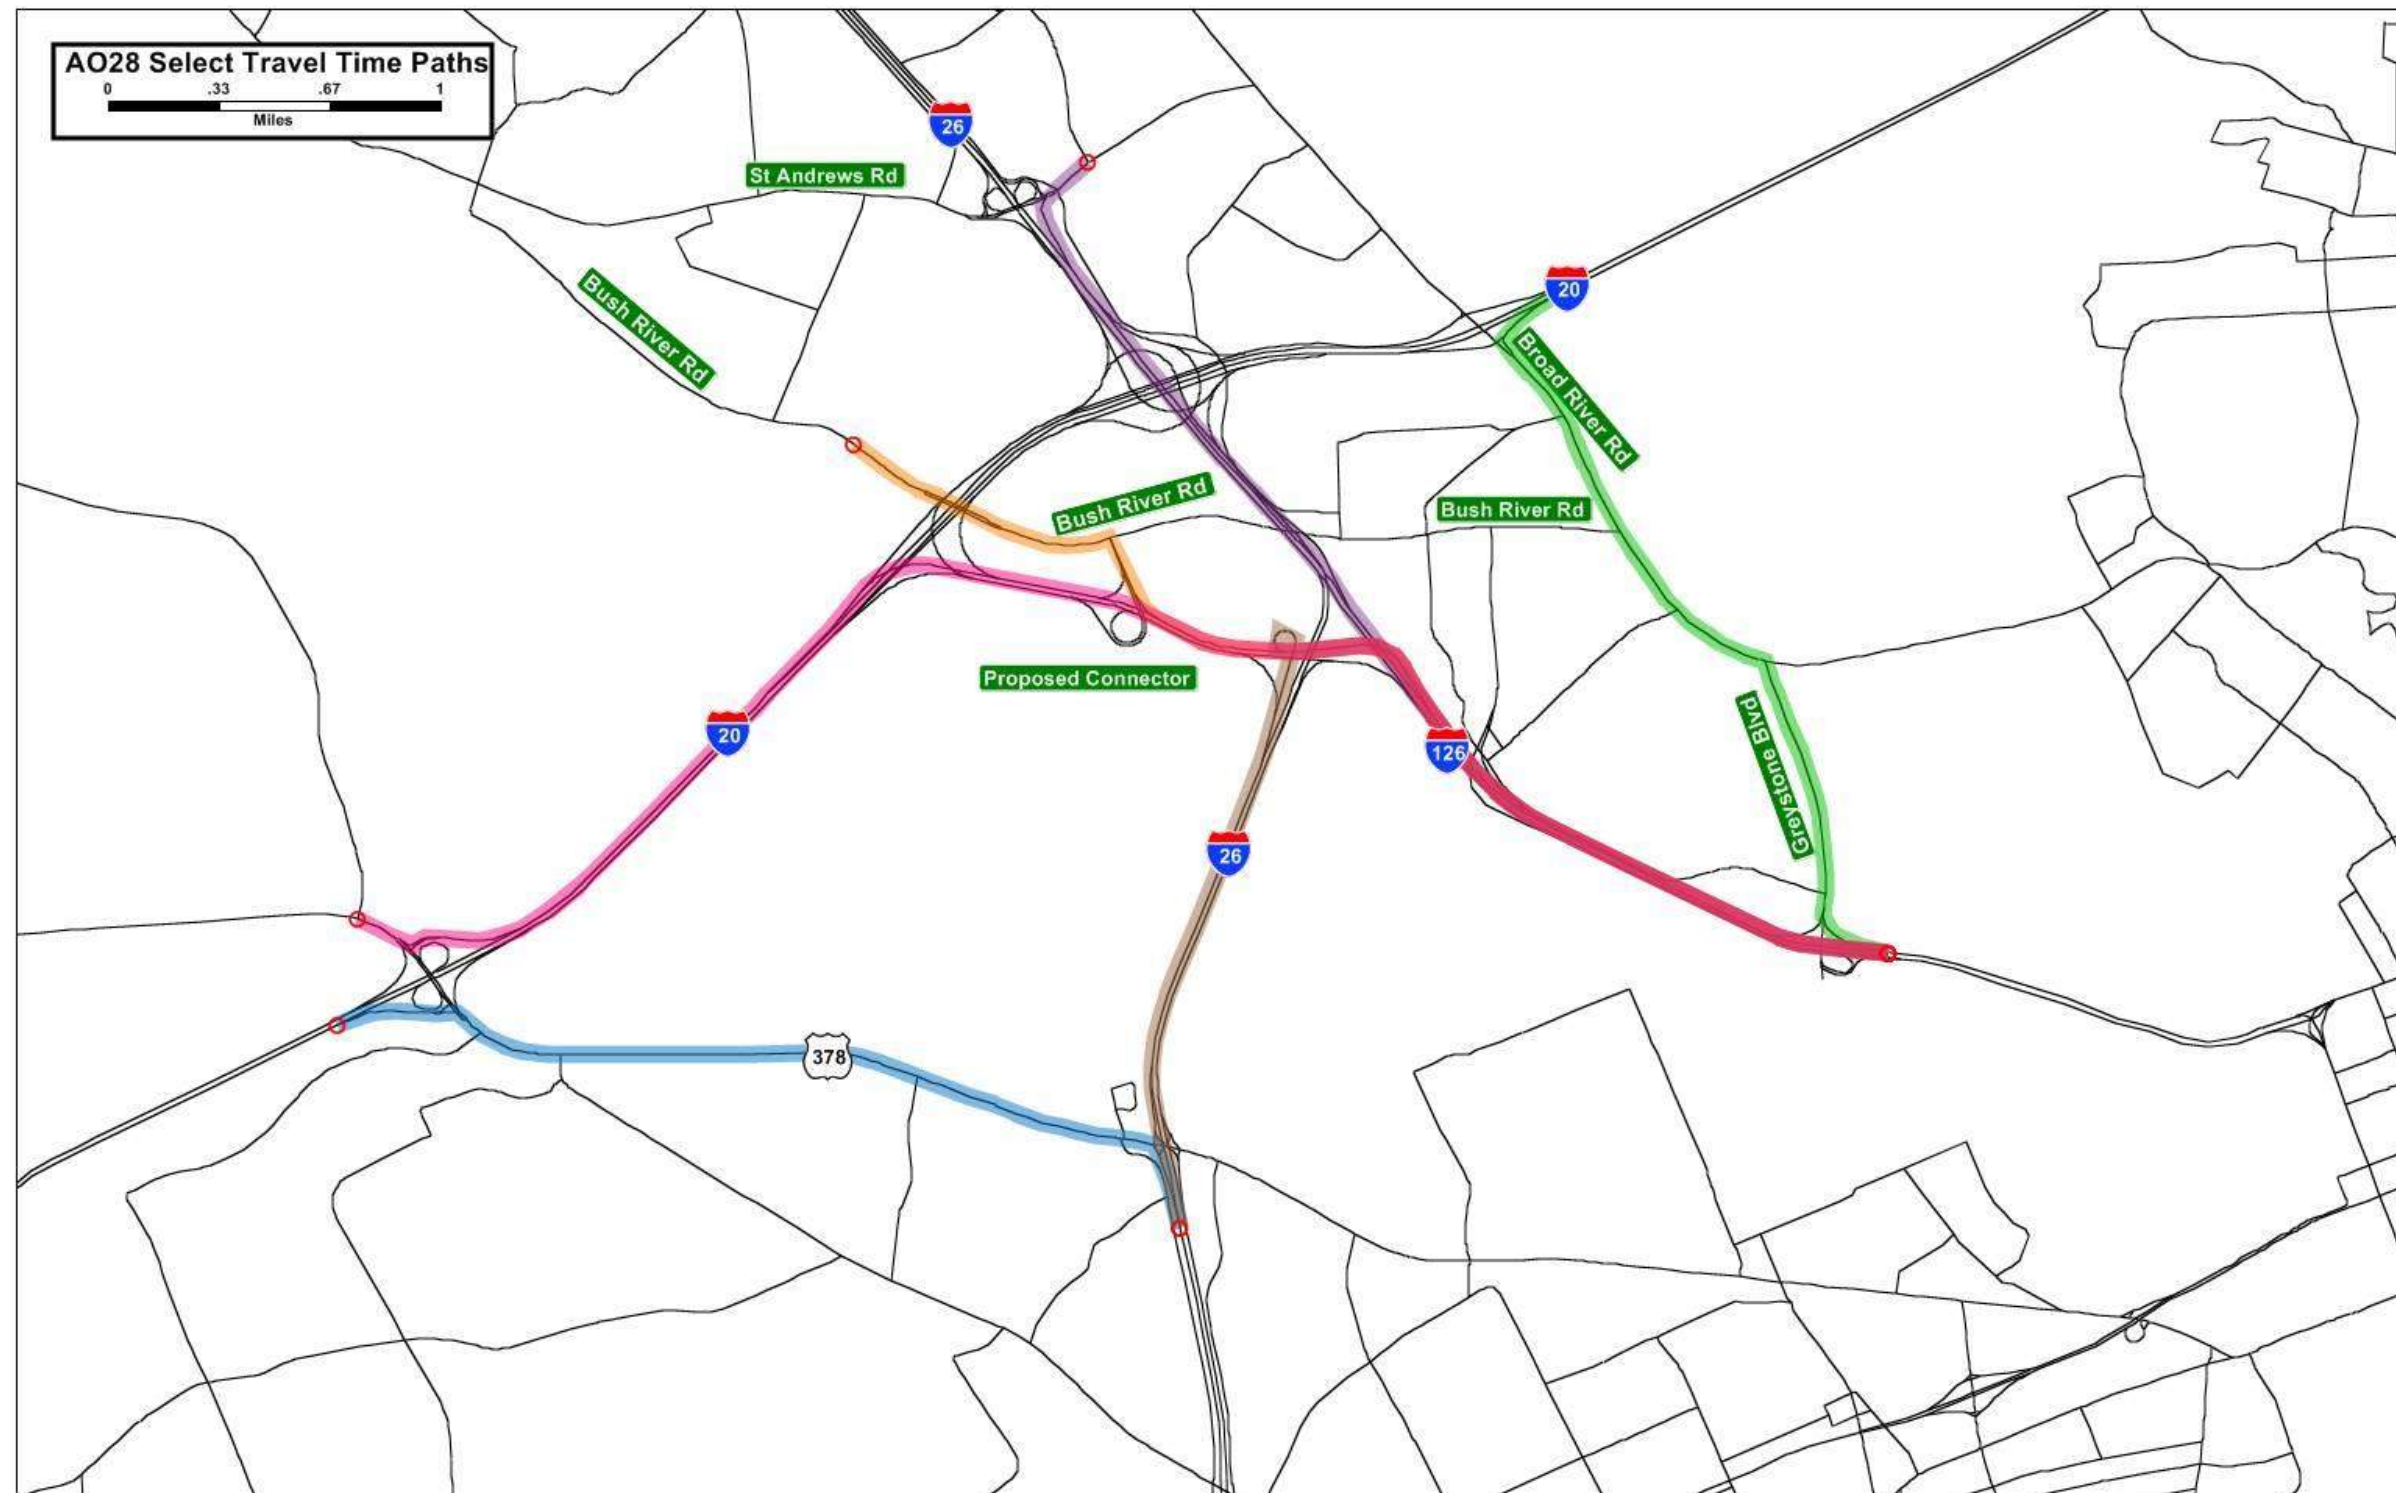 AO28 Select Travel Time Paths
0 .33 .67 1
Miles
26
St Andrews Rd
20
Bush River Rd
Broad River Rd
Bush River Rd
Bush River Rd
Proposed Connector
20
126
Greystone Blvd
26
378